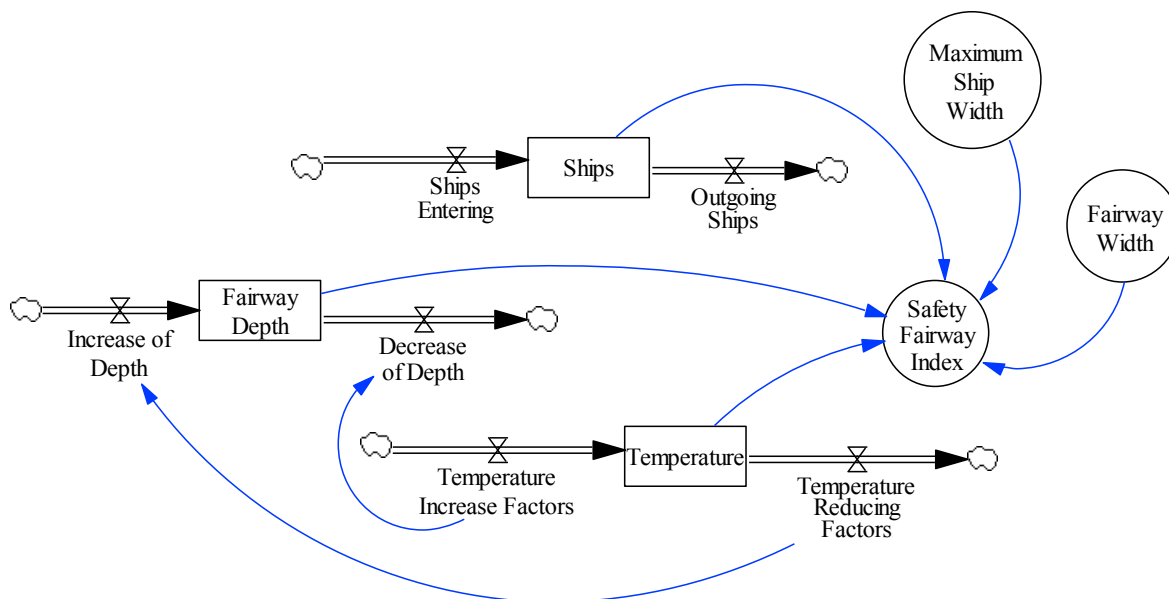 Maximum
Ship
Width
Ships
Ships
Entering
Outgoing
Ships
Fairway
Width
Fairway
Depth
Safety
Fairway
Index
Increase of
Depth
Decrease
of Depth
Temperature
Temperature
Increase Factors
Temperature
Reducing
Factors